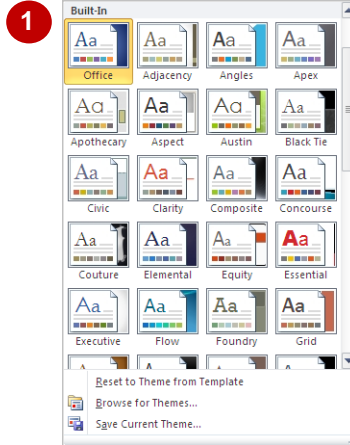 1
Built-In
Aa Aa Aa Aa
Office Adjacency Angles Apex
Aa Aa Aa Aa
Apothecary Aspect Austin Black Tie
Aa Aa Aa Aa
Civic Clarity Composite Concourse
Aa Aa Aa Aa
Couture Elemental Equity Essential
Aa Aa Aa Aa
Executive Flow Foundry Grid
Reset to Theme from Template
Browse for Themes...
Save Current Theme...